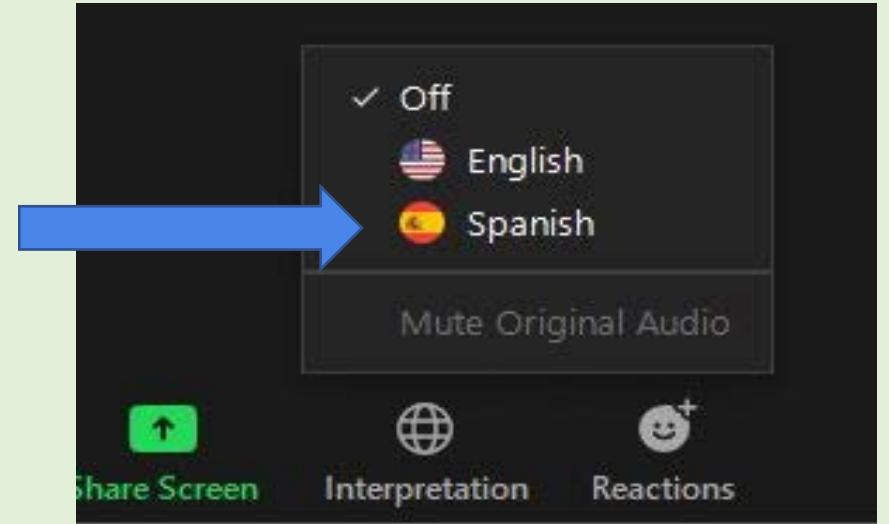 Off
English
Spanish
Mute Original Audio
Share Screen
Interpretation
Reactions